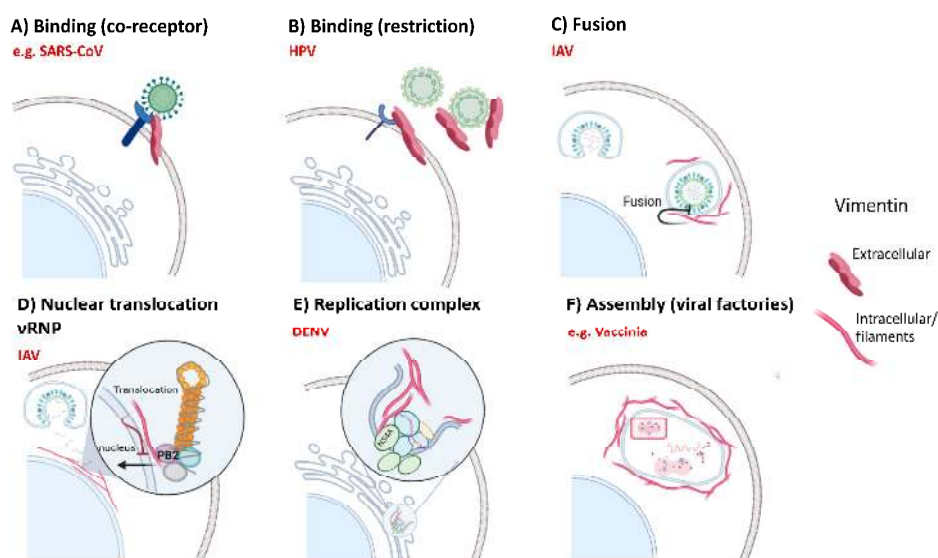 A) Binding (co-receptor)
e.g. SARS-CoV
B) Binding (restriction)
HPV
C) Fusion
IAV
Fusion
Vimentin
Extracellular
Intracellular/
filaments
D) Nuclear translocation
vRNP
IAV
Translocation
nucleus
PB2
E) Replication complex
DENV
NS4A
F) Assembly (viral factories)
e.g. Vaccinia